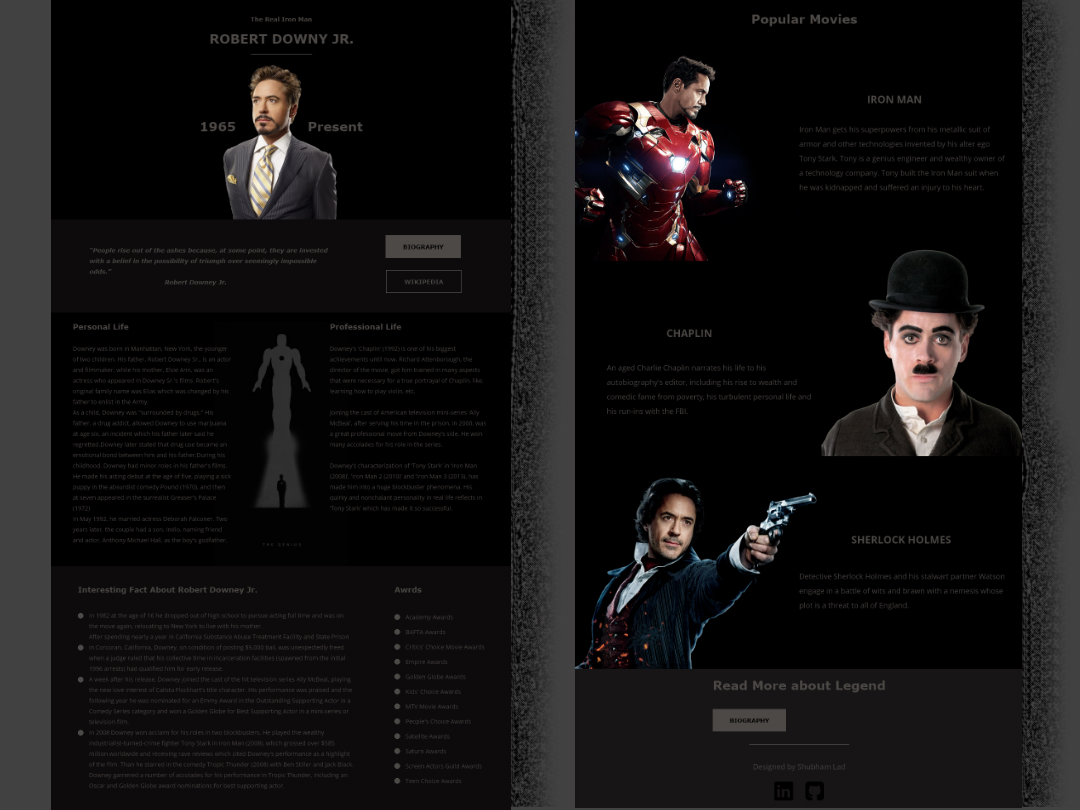 The Real Iron Man
ROBERT DOWNY JR.
1965
Present
"People rise out of the ashes because, at some point, they are invested
with a belief in the possibility of triumph over seemingly impossible
odds."
Robert Downey Jr.
BIOGRAPHY
WIKIPEDIA
Personal Life
Downey was born in Manhattan, New York, the younger
of two children. His father, Robert Downey Sr., is an actor
and filmmaker, while his mother, Elsie Ann, was an
actress who appeared in Downey Sr.'s films. Robert's
original family name was Elias which was changed by his
father to enlist in the Army.
As a child, Downey was "surrounded by drugs." His
father, a drug addict, allowed Downey to use marijuana
at age six, an incident which his father later said he
regretted. Downey later stated that drug use became an
emotional bond between him and his father. During his
childhood, Downey had minor roles in his father's films.
He made his acting debut at the age of five, playing a sick
puppy in the absurdist comedy Pound (1970), and then
at seven appeared in the surrealist Greaser's Palace
(1972)
In May 1992, he married actress Deborah Falconer. Two
years later, the couple had a son, Indio, naming friend
and actor, Anthony Michael Hall, as the boy's godfather.
THE GENIUS
Professional Life
Downey's 'Chaplin' (1992) is one of his biggest
achievements until now. Richard Attenborough, the
director of the movie, got him trained in many aspects
that were necessary for a true portrayal of Chaplin, like,
learning how to play violin, etc.
Joining the cast of American television mini-series 'Ally
McBeal', after serving his time in the prison, in 2000, was
a great professional move from Downey's side. He won
many accolades for his role in the series.
Downey's characterization of 'Tony Stark' in 'Iron Man'
(2008), 'Iron Man 2 (2010)' and 'Iron Man 3 (2013), has
made him into a huge blockbuster phenomena. His
quirky and nonchalant personality in real life reflects in
'Tony Stark' which has made it so successful.
Interesting Fact About Robert Downey Jr.
In 1982 at the age of 16 he dropped out of high school to pursue acting full time and was on
the move again, relocating to New York to live with his mother.
After spending nearly a year in California Substance Abuse Treatment Facility and State Prison
in Corcoran, California, Downey, on condition of posting $5,000 bail, was unexpectedly freed
when a judge ruled that his collective time in incarceration facilities (spawned from the initial
1996 arrests) had qualified him for early release.
A week after his release, Downey joined the cast of the hit television series Ally McBeal, playing
the new love interest of Calista Flockhart's title character. His performance was praised and the
following year he was nominated for an Emmy Award in the Outstanding Supporting Actor in a
Comedy Series category and won a Golden Globe for Best Supporting Actor in a mini-series or
television film.
In 2008 Downey won acclaim for his roles in two blockbusters. He played the wealthy
industrialist-turned-crime fighter Tony Stark in Iron Man (2008), which grossed over $585
million worldwide and receiving rave reviews which cited Downey's performance as a highlight
of the film. Then he starred in the comedy Tropic Thunder (2008) with Ben Stiller and Jack Black.
Downey garnered a number of accolades for his performance in Tropic Thunder, including an
Oscar and Golden Globe award nominations for best supporting actor.
Awrds
Academy Awards
BAFTA Awards
Critics' Choice Movie Awards
Empire Awards
Golden Globe Awards
Kids' Choice Awards
MTV Movie Awards
People's Choice Awards
Satellite Awards
Saturn Awards
Screen Actors Guild Awards
Teen Choice Awards
Popular Movies
IRON MAN
Iron Man gets his superpowers from his metallic suit of
armor and other technologies invented by his alter ego
Tony Stark. Tony is a genius engineer and wealthy owner of
a technology company. Tony built the Iron Man suit when
he was kidnapped and suffered an injury to his heart.
CHAPLIN
An aged Charlie Chaplin narrates his life to his
autobiography's editor, including his rise to wealth and
comedic fame from poverty, his turbulent personal life and
his run-ins with the FBI.
SHERLOCK HOLMES
Detective Sherlock Holmes and his stalwart partner Watson
engage in a battle of wits and brawn with a nemesis whose
plot is a threat to all of England.
Read More about Legend
BIOGRAPHY
Designed by Shubham Lad
in